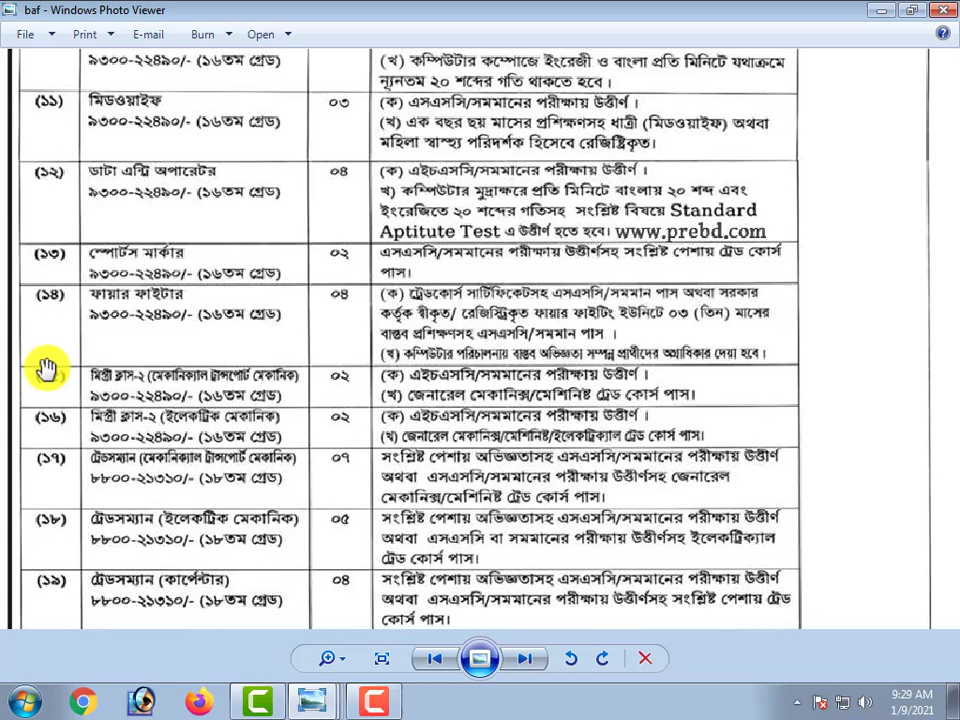 baf - Windows Photo Viewer
File Print E-mail Burn Open
৯৩০০-২২৪৯০/- (১৬তম গ্রেড) (খ) কম্পিউটার কম্পোজে ইংরেজী ও বাংলা প্রতি মিনিটে যথাক্রমে
ন্যূনতম ২০ শব্দের গতি থাকতে হবে।
(১১) মিডওয়াইফ ০৩ (ক) এসএসসি/সমমানের পরীক্ষায় উত্তীর্ণ।
৯৩০০-২২৪৯০/- (১৬তম গ্রেড) (খ) এক বছর ছয় মাসের প্রশিক্ষণসহ ধাত্রী (মিডওয়াইফ) অথবা
মহিলা স্বাস্থ্য পরিদর্শক হিসেবে রেজিষ্ট্রিকৃত।
(১২) ডাটা এন্ট্রি অপারেটর ০৪ (ক) এইচএসসি/সমমানের পরীক্ষায় উত্তীর্ণ।
৯৩০০-২২৪৯০/- (১৬তম গ্রেড) খ) কম্পিউটার মুদ্রাক্ষরে প্রতি মিনিটে বাংলায় ২০ শব্দ এবং
ইংরেজিতে ২০ শব্দের গতিসহ সংশ্লিষ্ট বিষয়ে Standard
Aptitute Test এ উত্তীর্ণ হতে হবে। www.prebd.com
(১৩) স্পোর্টস মার্কার ০২ এসএসসি/সমমানের পরীক্ষায় উত্তীর্ণসহ সংশ্লিষ্ট পেশায় ট্রেড কোর্স
৯৩০০-২২৪৯০/- (১৬তম গ্রেড) পাস।
(১৪) ফায়ার ফাইটার ০৪ (ক) ট্রেডকোর্স সার্টিফিকেটসহ এসএসসি/সমমান পাস অথবা সরকার
৯৩০০-২২৪৯০/- (১৬তম গ্রেড) কর্তৃক স্বীকৃত/ রেজিস্ট্রিকৃত ফায়ার ফাইটিং ইউনিটে ০৩ (তিন) মাসের
বাস্তব প্রশিক্ষণসহ এসএসসি/সমমান পাস ।
(খ) কম্পিউটার পরিচালনায় বাস্তব অভিজ্ঞতা সম্পন্ন প্রার্থীদের অগ্রাধিকার দেয়া হবে।
মিস্ত্রী ক্লাস-২ (মেকানিক্যাল ট্রান্সপোর্ট মেকানিক) ০২ (ক) এইচএসসি/সমমানের পরীক্ষায় উত্তীর্ণ।
৯৩০০-২২৪৯০/- (১৬তম গ্রেড) (খ) জেনারেল মেকানিক্স/মেশিনিষ্ট ট্রেড কোর্স পাস।
(১৬) মিস্ত্রী ক্লাস-২ (ইলেকট্রিক মেকানিক) ০২ (ক) এইচএসসি/সমমানের পরীক্ষায় উত্তীর্ণ।
৯৩০০-২২৪৯০/- (১৬তম গ্রেড) (খ) জেনারেল মেকানিক্স/মেশিনিষ্ট/ইলেকট্রিক্যাল ট্রেড কোর্স পাস।
(১৭) ট্রেডসম্যান (মেকানিক্যাল ট্রান্সপোর্ট মেকানিক) ০৭ সংশ্লিষ্ট পেশায় অভিজ্ঞতাসহ এসএসসি/সমমানের পরীক্ষায় উত্তীর্ণ
৮৮০০-২১৩১০/- (১৮তম গ্রেড) অথবা এসএসসি/সমমানের পরীক্ষায় উত্তীর্ণসহ জেনারেল
মেকানিক্স/মেশিনিষ্ট ট্রেড কোর্স পাস।
(১৮) ট্রেডসম্যান (ইলেকট্রিক মেকানিক) ০৫ সংশ্লিষ্ট পেশায় অভিজ্ঞতাসহ এসএসসি/সমমানের পরীক্ষায় উত্তীর্ণ
৮৮০০-২১৩১০/- (১৮তম গ্রেড) অথবা এসএসসি বা সমমানের পরীক্ষায় উত্তীর্ণসহ ইলেকট্রিক্যাল
ট্রেড কোর্স পাস।
(১৯) ট্রেডসম্যান (কার্পেন্টার) ০৪ সংশ্লিষ্ট পেশায় অভিজ্ঞতাসহ এসএসসি/সমমানের পরীক্ষায় উত্তীর্ণ
৮৮০০-২১৩১০/- (১৮তম গ্রেড) অথবা এসএসসি/সমমানের পরীক্ষায় উত্তীর্ণসহ সংশ্লিষ্ট পেশায় ট্রেড
কোর্স পাস।
9:29 AM
1/9/2021